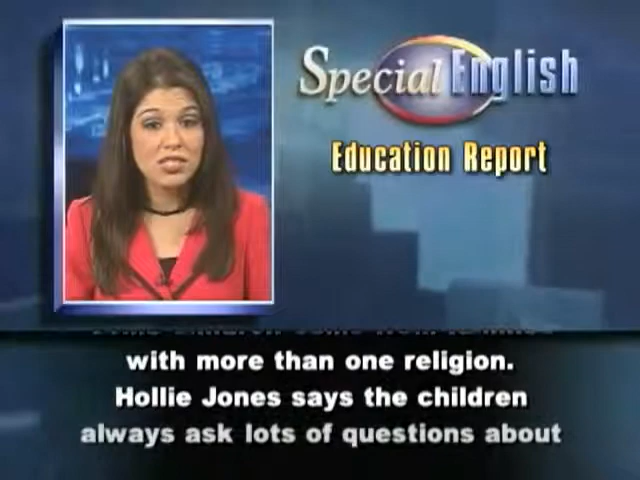 Special English
Education Report
with more than one religion.
Hollie Jones says the children
always ask lots of questions about